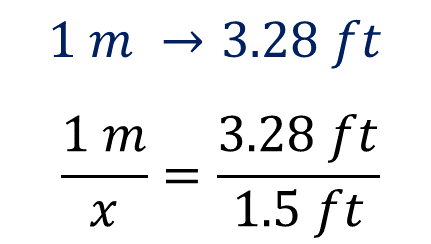 1 m → 3.28 ft
1 m / x = 3.28 ft / 1.5 ft